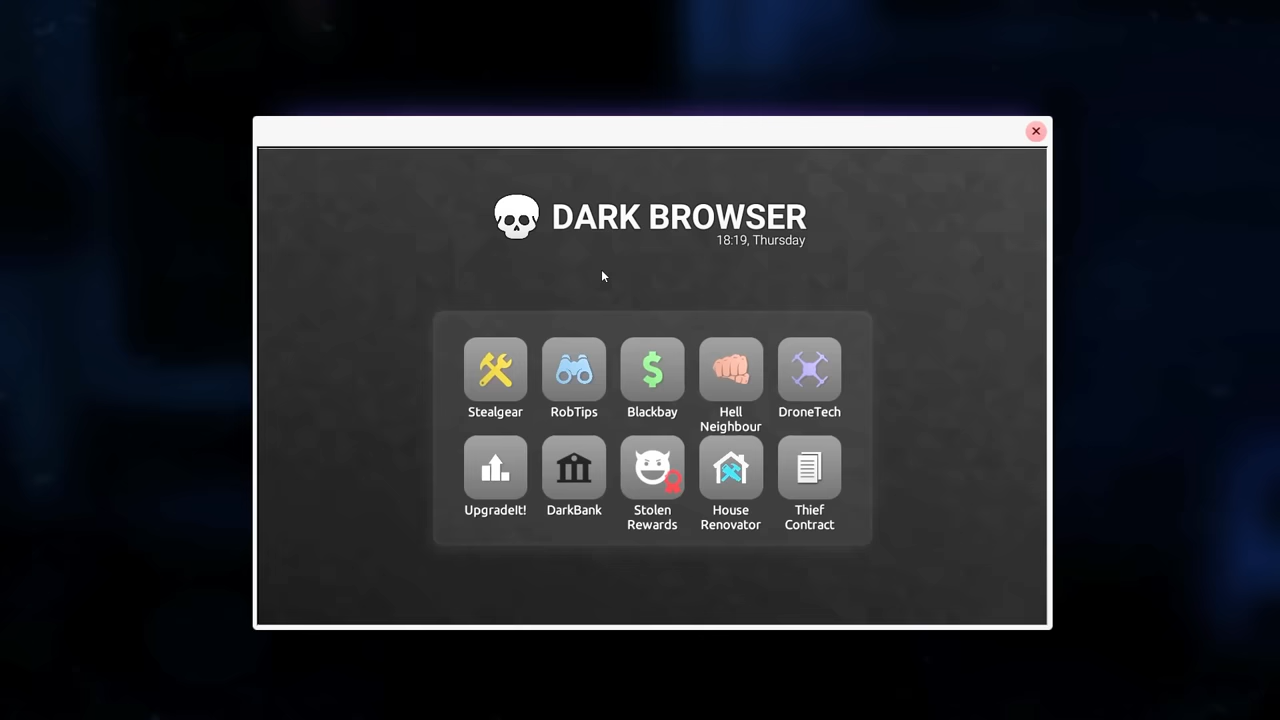 DARK BROWSER
18:19, Thursday
Stealgear
RobTips
Blackbay
Hell
Neighbour
DroneTech
UpgradeIt!
DarkBank
Stolen
Rewards
House
Renovator
Thief
Contract